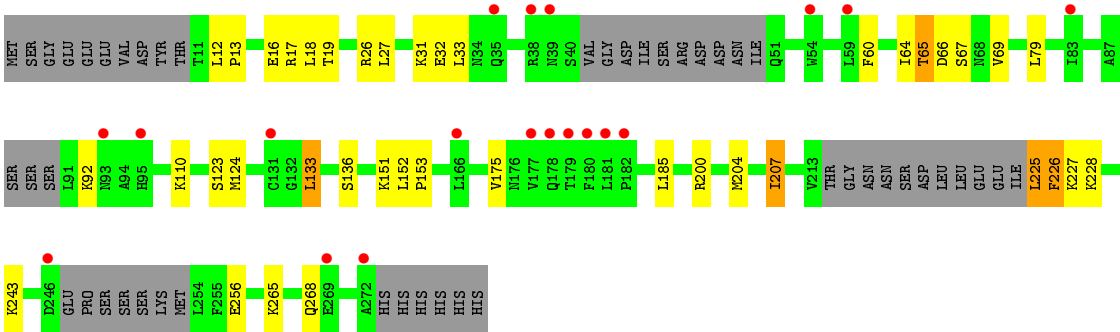 MET SER GLY GLU GLU GLU VAL ASP TYR THR T11 L12 P13 E16 R17 L18 T19 R26 L27 K31 E32 L33 N34 Q35 R38 N39 S40 VAL GLY ASP ILE SER ARG ASP ASP ASN ILE Q51 W54 L59 F60 I64 T65 D66 S67 N68 V69 L79 I83 A87
SER SER SER L91 K92 N93 A94 H95 K110 S123 M124 C131 G132 L133 S136 K151 L152 P153 L166 V175 N176 V177 Q178 T179 F180 L181 P182 L185 R200 M204 I207 V213 THR GLY ASN ASN SER ASP LEU LEU GLU GLU ILE L225 F226 K227 K228
K243 D246 GLU PRO SER SER SER LYS MET L254 F255 E256 K265 Q268 E269 A272 HIS HIS HIS HIS HIS HIS